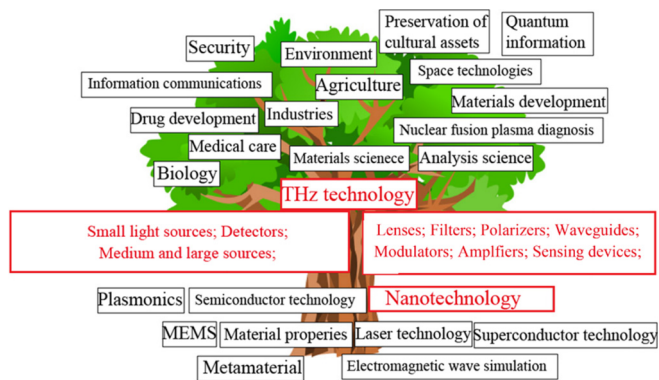 Preservation of
cultural assets
Quantum
information
Security
Environment
Space technologies
Information communications
Agriculture
Materials development
Drug development
Industries
Nuclear fusion plasma diagnosis
Medical care
Materials scienece
Analysis science
Biology
THz technology
Small light sources; Detectors;
Medium and large sources;
Lenses; Filters; Polarizers; Waveguides;
Modulators; Amplfiers; Sensing devices;
Plasmonics
Semiconductor technology
Nanotechnology
MEMS
Material properies
Laser technology
Superconductor technology
Metamaterial
Electromagnetic wave simulation